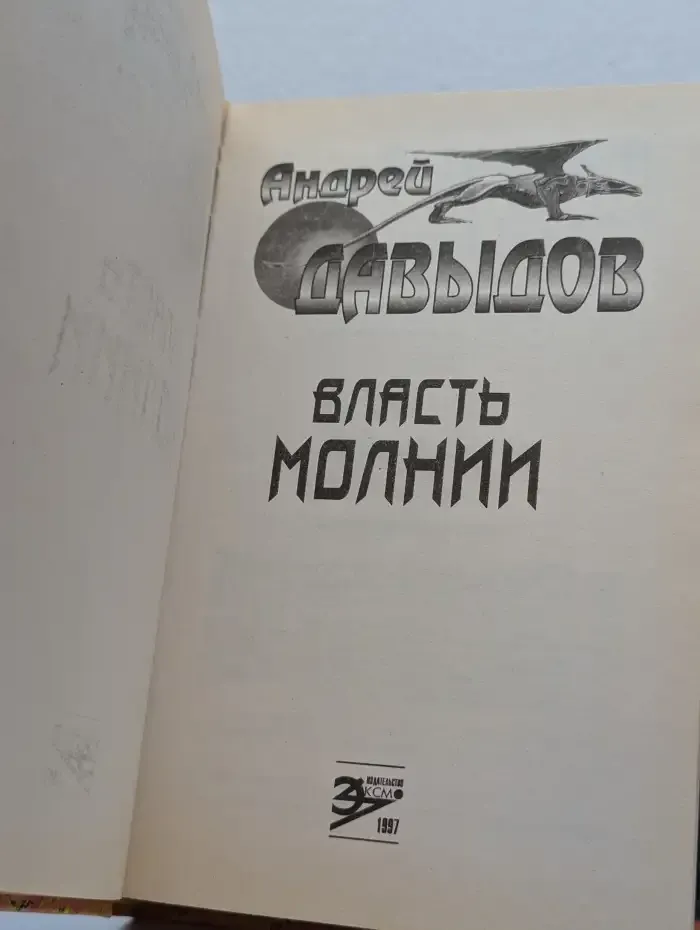 Андрей
ДАВЫДОВ
ВЛАСТЬ
МОЛНИИ
ИЗДАТЕЛЬСТВО
ЭКСМО
1997